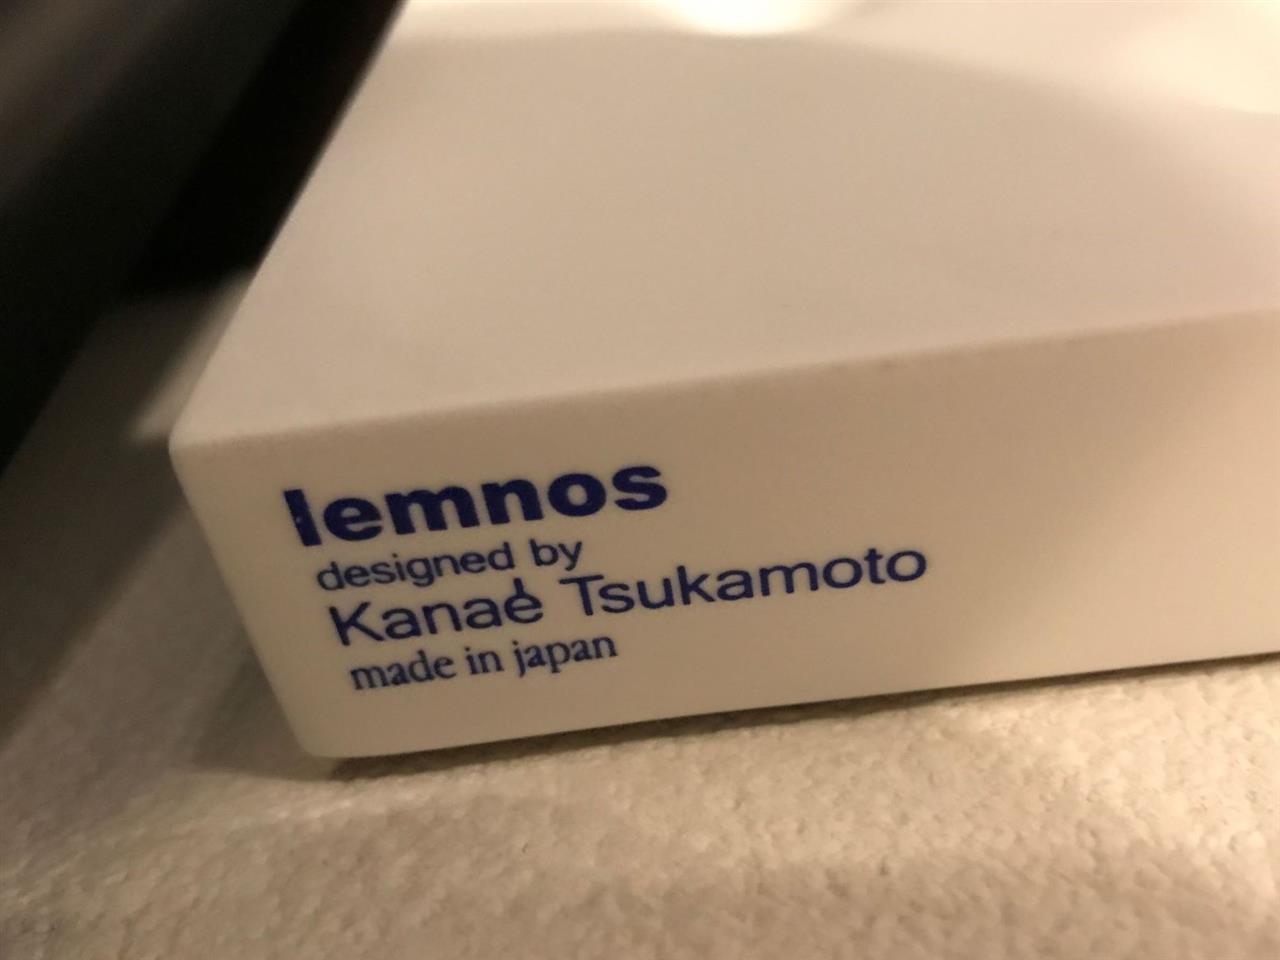 lemnos
designed by
Kanaé Tsukamoto
made in japan